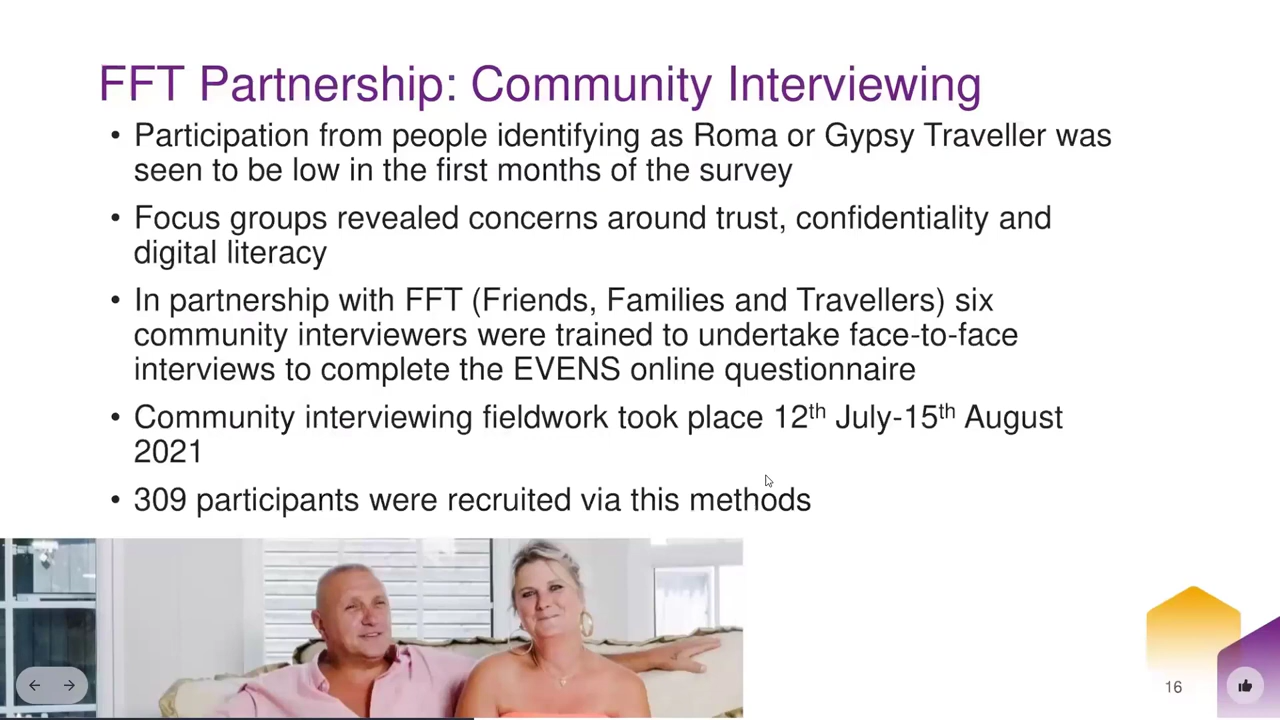 FFT Partnership: Community Interviewing
• Participation from people identifying as Roma or Gypsy Traveller was
seen to be low in the first months of the survey
• Focus groups revealed concerns around trust, confidentiality and
digital literacy
• In partnership with FFT (Friends, Families and Travellers) six
community interviewers were trained to undertake face-to-face
interviews to complete the EVENS online questionnaire
• Community interviewing fieldwork took place 12th July-15th August
2021
• 309 participants were recruited via this methods
16